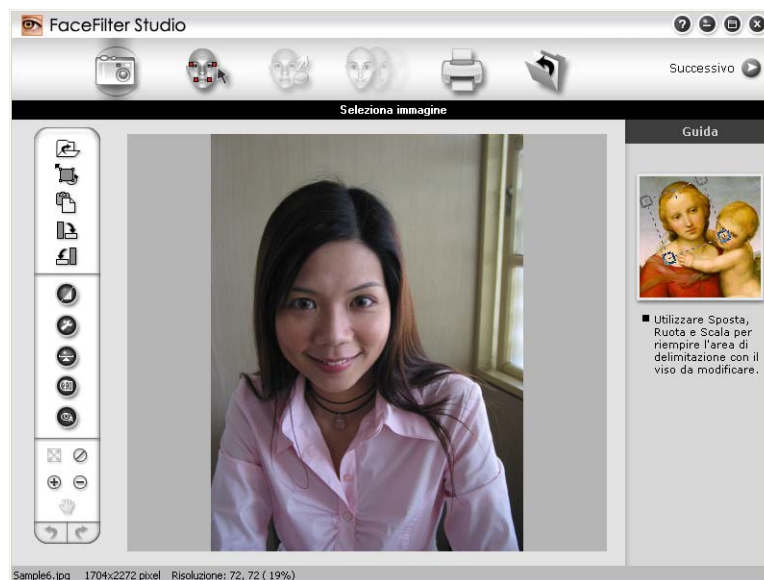 FaceFilter Studio
Successivo
Seleziona immagine
Guida
Utilizzare Sposta,
Ruota e Scala per
riempire l'area di
delimitazione con il
viso da modificare.
Sample6.jpg 1704x2272 pixel Risoluzione: 72, 72 ( 19%)